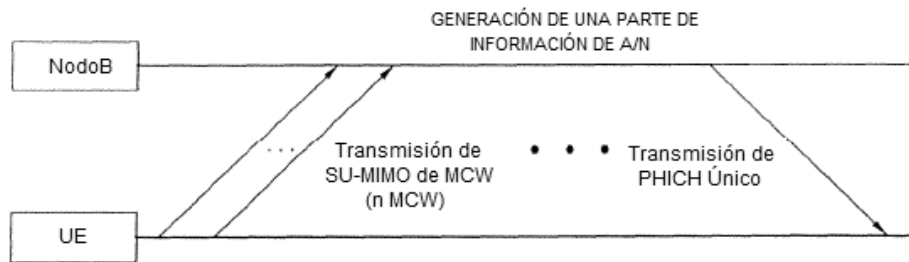 GENERACIÓN DE UNA PARTE DE
INFORMACIÓN DE A/N
NodoB
Transmisión de
SU-MIMO de MCW
(n MCW)
Transmisión de
PHICH Único
UE